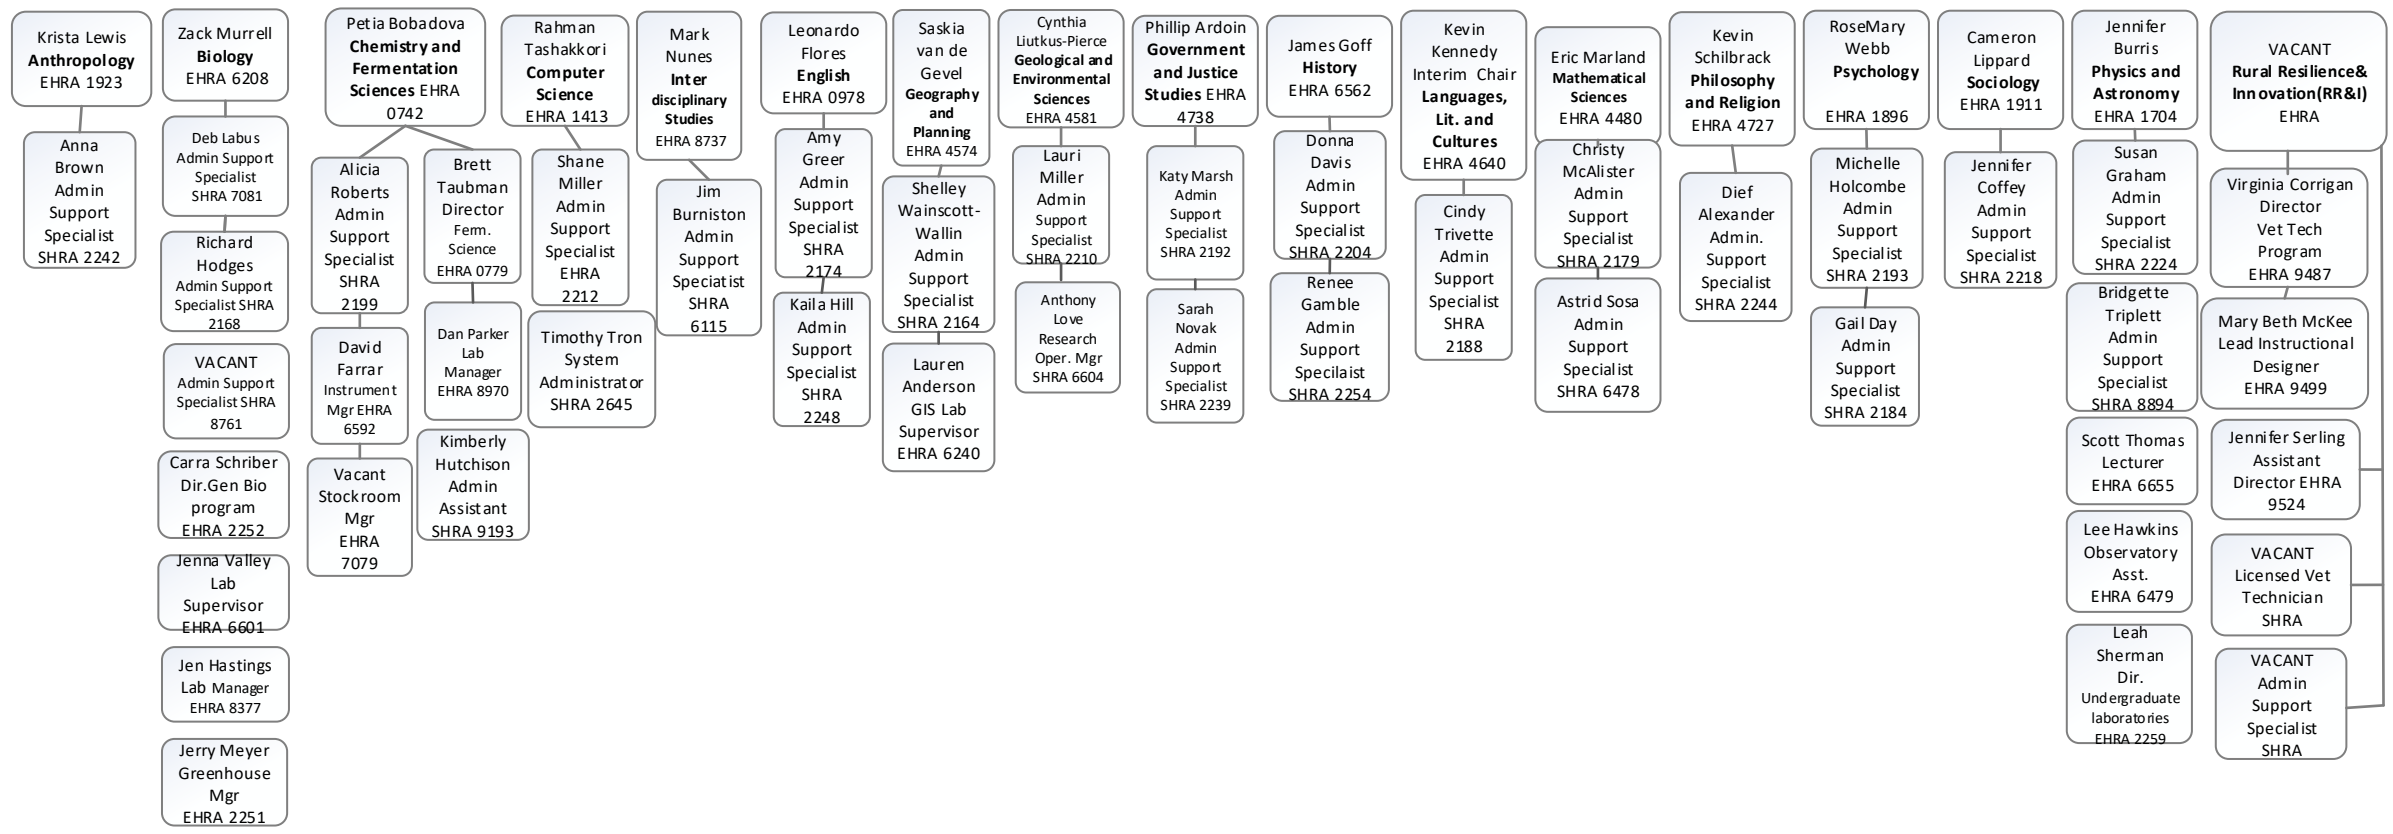 Krista Lewis
Anthropology
EHRA 1923
Anna
Brown
Admin
Support
Specialist
SHRA 2242
Zack Murrell
Biology
EHRA 6208
Deb Labus
Admin Support
Specialist
SHRA 7081
Richard
Hodges
Admin Support
Specialist SHRA
2168
VACANT
Admin Support
Specialist SHRA
8761
Carra Schriber
Dir.Gen Bio
program
EHRA 2252
Jenna Valley
Lab
Supervisor
EHRA 6601
Jen Hastings
Lab Manager
EHRA 8377
Jerry Meyer
Greenhouse
Mgr
EHRA 2251
Petia Bobadova
Chemistry and
Fermentation
Sciences EHRA
0742
Alicia
Roberts
Admin
Support
Specialist
SHRA
2199
David
Farrar
Instrument
Mgr EHRA
6592
Vacant
Stockroom
Mgr
EHRA
7079
Brett
Taubman
Director
Ferm.
Science
EHRA 0779
Dan Parker
Lab
Manager
EHRA 8970
Kimberly
Hutchison
Admin
Assistant
SHRA 9193
Rahman
Tashakkori
Computer
Science
EHRA 1413
Shane
Miller
Admin
Support
Specialist
EHRA
2212
Timothy Tron
System
Administrator
SHRA 2645
Mark
Nunes
Inter
disciplinary
Studies
EHRA 8737
Jim
Burniston
Admin
Support
Speciatist
SHRA
6115
Leonardo
Flores
English
EHRA 0978
Amy
Greer
Admin
Support
Specialist
SHRA
2174
Kaila Hill
Admin
Support
Specialist
SHRA
2248
Saskia
van de
Gevel
Geography
and
Planning
EHRA 4574
Shelley
Wainscott-
Wallin
Admin
Support
Specialist
SHRA 2164
Lauren
Anderson
GIS Lab
Supervisor
EHRA 6240
Cynthia
Liutkus-Pierce
Geological and
Environmental
Sciences
EHRA 4581
Lauri
Miller
Admin
Support
Specialist
SHRA 2210
Anthony
Love
Research
Oper. Mgr
SHRA 6604
Phillip Ardoin
Government
and Justice
Studies EHRA
4738
Katy Marsh
Admin
Support
Specialist
SHRA 2192
Sarah
Novak
Admin
Support
Specialist
SHRA 2239
James Goff
History
EHRA 6562
Donna
Davis
Admin
Support
Specialist
SHRA 2204
Renee
Gamble
Admin
Support
Specilaist
SHRA 2254
Kevin
Kennedy
Interim Chair
Languages,
Lit. and
Cultures
EHRA 4640
Cindy
Trivette
Admin
Support
Specialist
SHRA
2188
Eric Marland
Mathematical
Sciences
EHRA 4480
Christy
McAlister
Admin
Support
Specialist
SHRA 2179
Astrid Sosa
Admin
Support
Specialist
SHRA 6478
Kevin
Schilbrack
Philosophy
and Religion
EHRA 4727
Dief
Alexander
Admin.
Support
Specialist
SHRA 2244
RoseMary
Webb
Psychology
EHRA 1896
Michelle
Holcombe
Admin
Support
Specialist
SHRA 2193
Gail Day
Admin
Support
Specialist
SHRA 2184
Cameron
Lippard
Sociology
EHRA 1911
Jennifer
Coffey
Admin
Support
Specialist
SHRA 2218
Jennifer
Burris
Physics and
Astronomy
EHRA 1704
Susan
Graham
Admin
Support
Specialist
SHRA 2224
Bridgette
Triplett
Admin
Support
Specialist
SHRA 8894
Scott Thomas
Lecturer
EHRA 6655
Lee Hawkins
Observatory
Asst.
EHRA 6479
Leah
Sherman
Dir.
Undergraduate
laboratories
EHRA 2259
VACANT
Rural Resilience&
Innovation(RR&I)
EHRA
Virginia Corrigan
Director
Vet Tech
Program
EHRA 9487
Mary Beth McKee
Lead Instructional
Designer
EHRA 9499
Jennifer Serling
Assistant
Director EHRA
9524
VACANT
Licensed Vet
Technician
SHRA
VACANT
Admin
Support
Specialist
SHRA